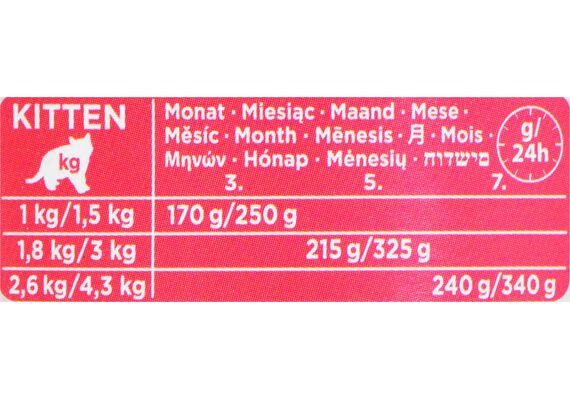 KITTEN
kg
Monat · Miesiąc · Maand · Mese ·
Měsíc · Month · Mēnesis · 月 · Mois ·
Μηνών · Hónap · Mėnesių · םישדוח
g/
24h
3. 5. 7.
1 kg/1,5 kg 170 g/250 g
1,8 kg/3 kg 215 g/325 g
2,6 kg/4,3 kg 240 g/340 g